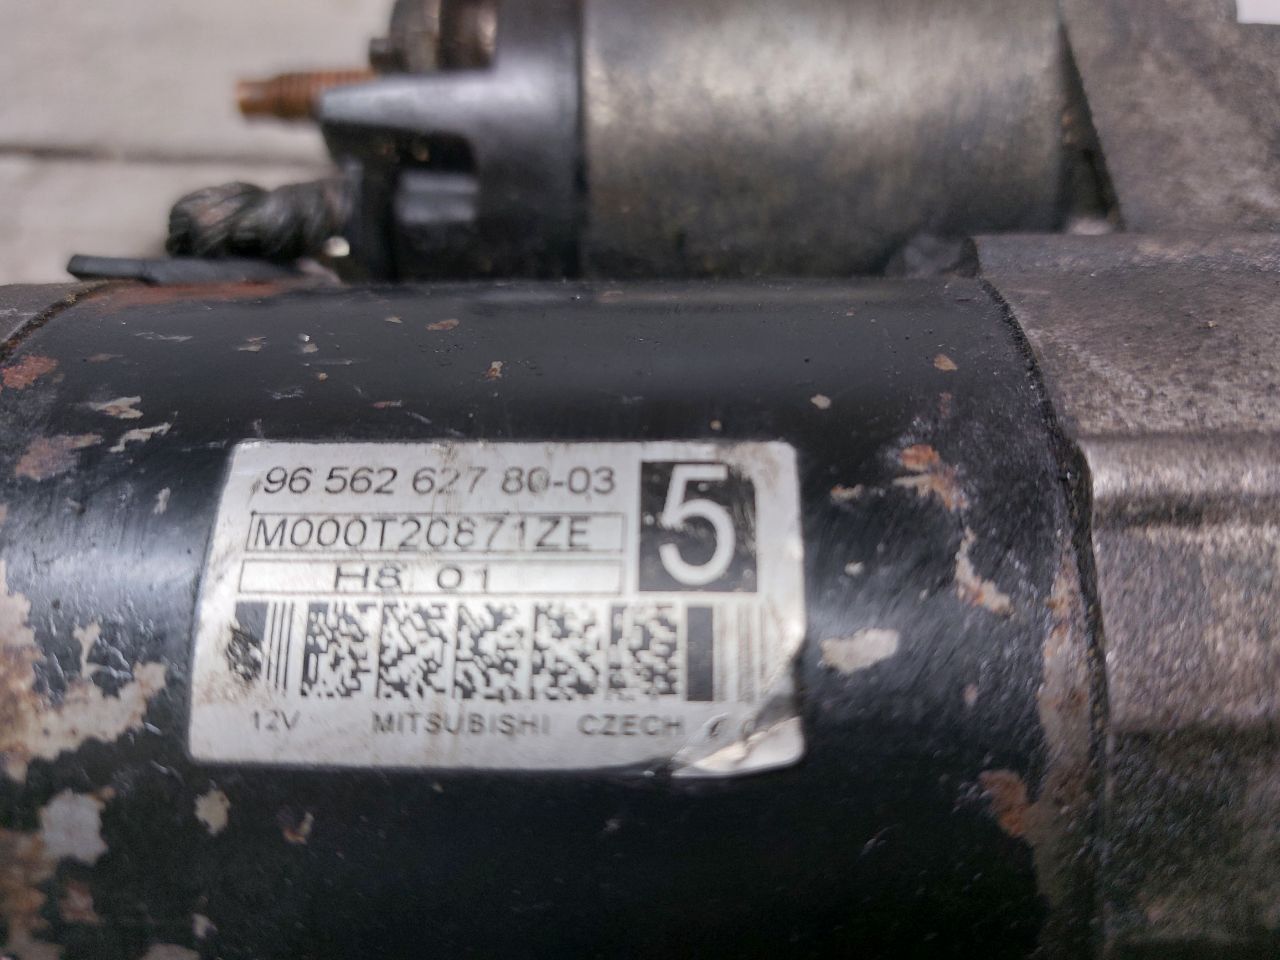 96 562 627 80-03
5
M000T20871ZE
H8 01
12V MITSUBISHI CZECH